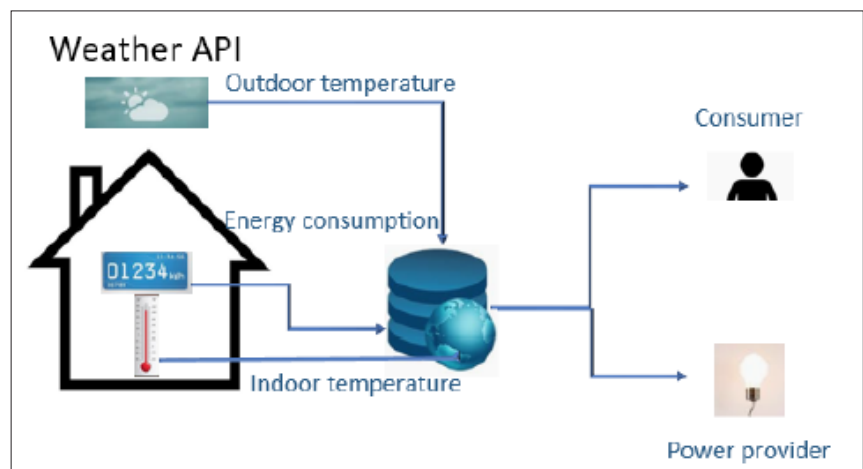 Weather API
Outdoor temperature
Consumer
Energy consumption
01234
Indoor temperature
Power provider